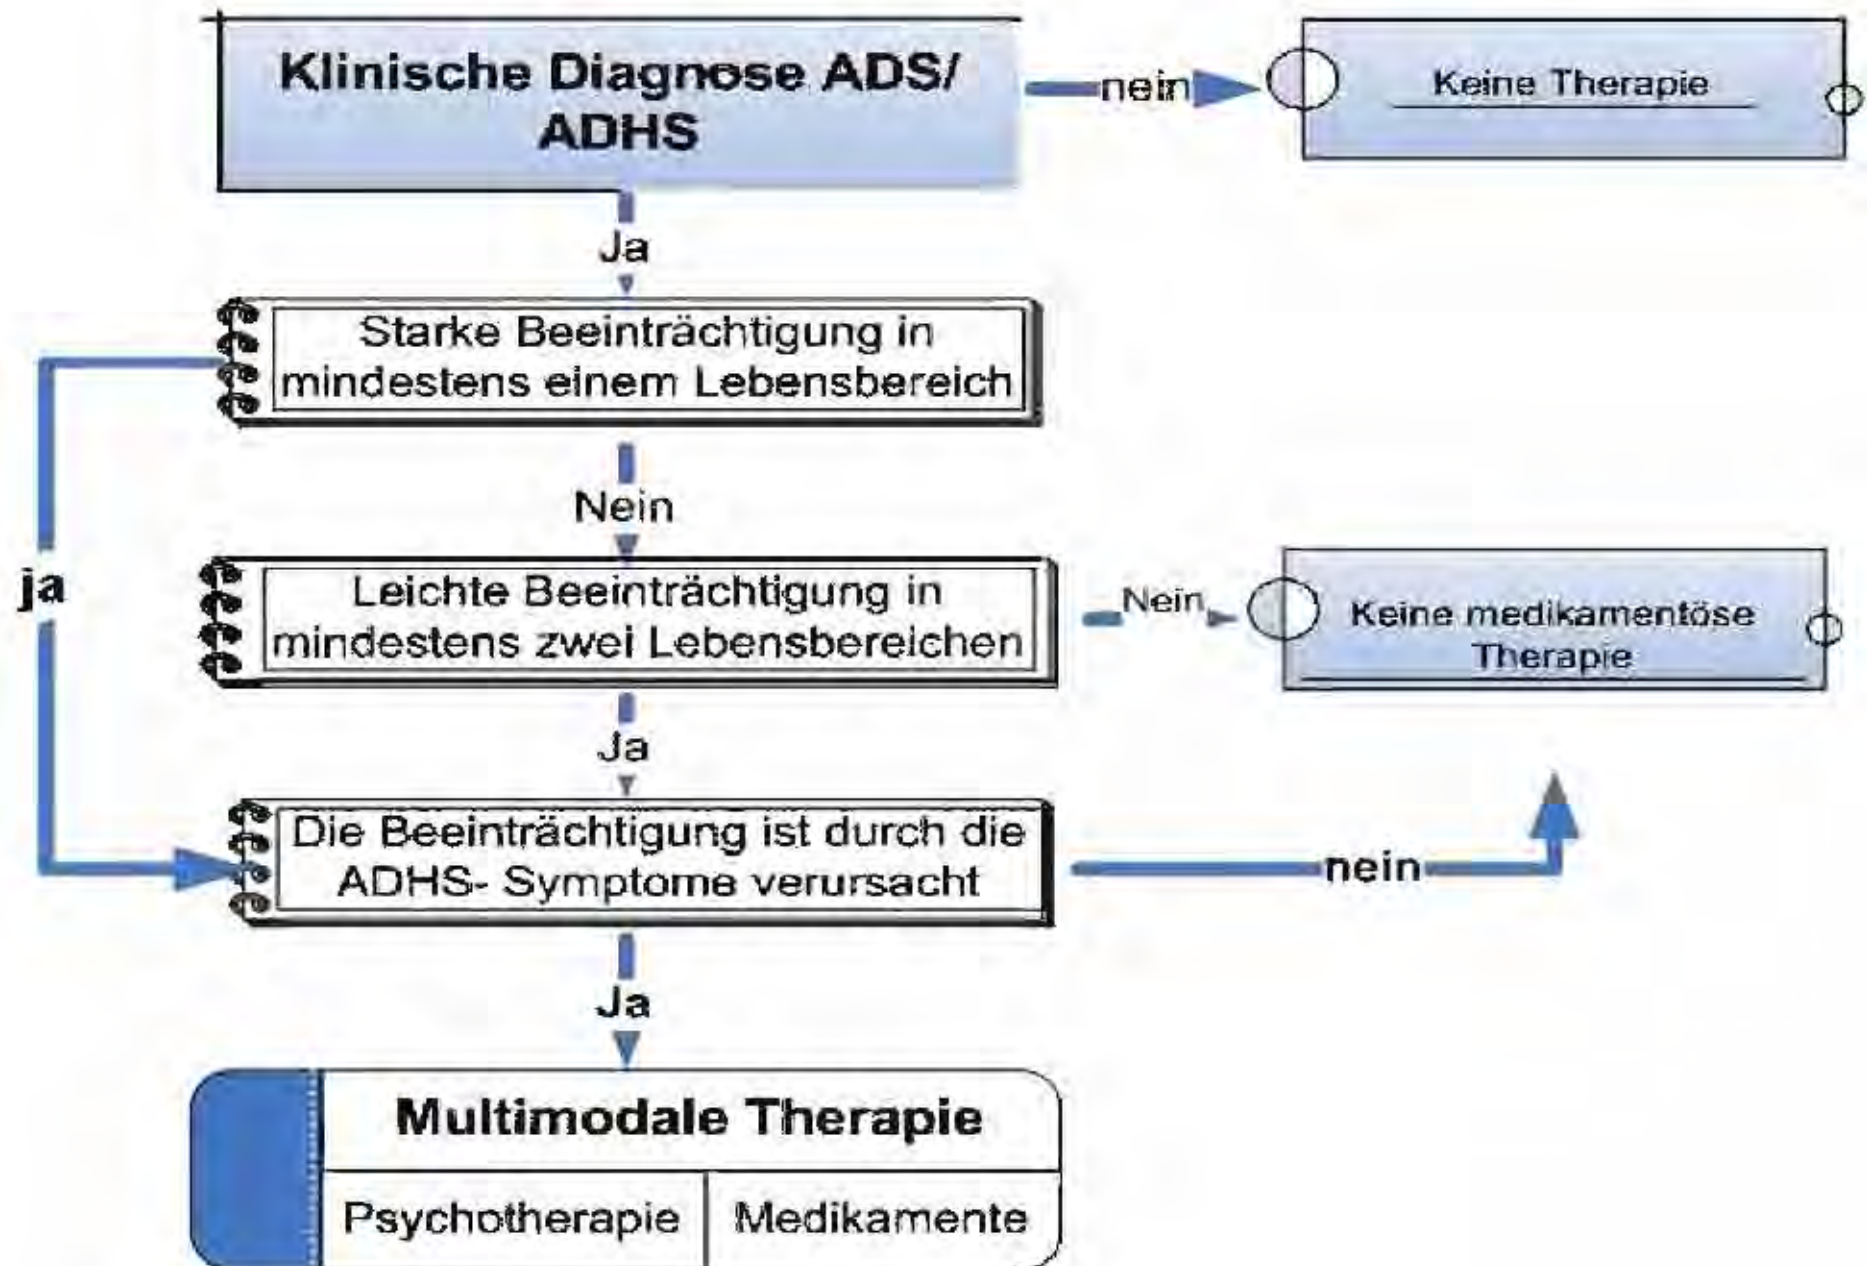 Klinische Diagnose ADS/
ADHS
nein
Keine Therapie
Ja
Starke Beeinträchtigung in
mindestens einem Lebensbereich
Nein
ja
Leichte Beeinträchtigung in
mindestens zwei Lebensbereichen
Nein
Keine medikamentöse
Therapie
Ja
Die Beeinträchtigung ist durch die
ADHS- Symptome verursacht
nein
Ja
Multimodale Therapie
Psychotherapie
Medikamente